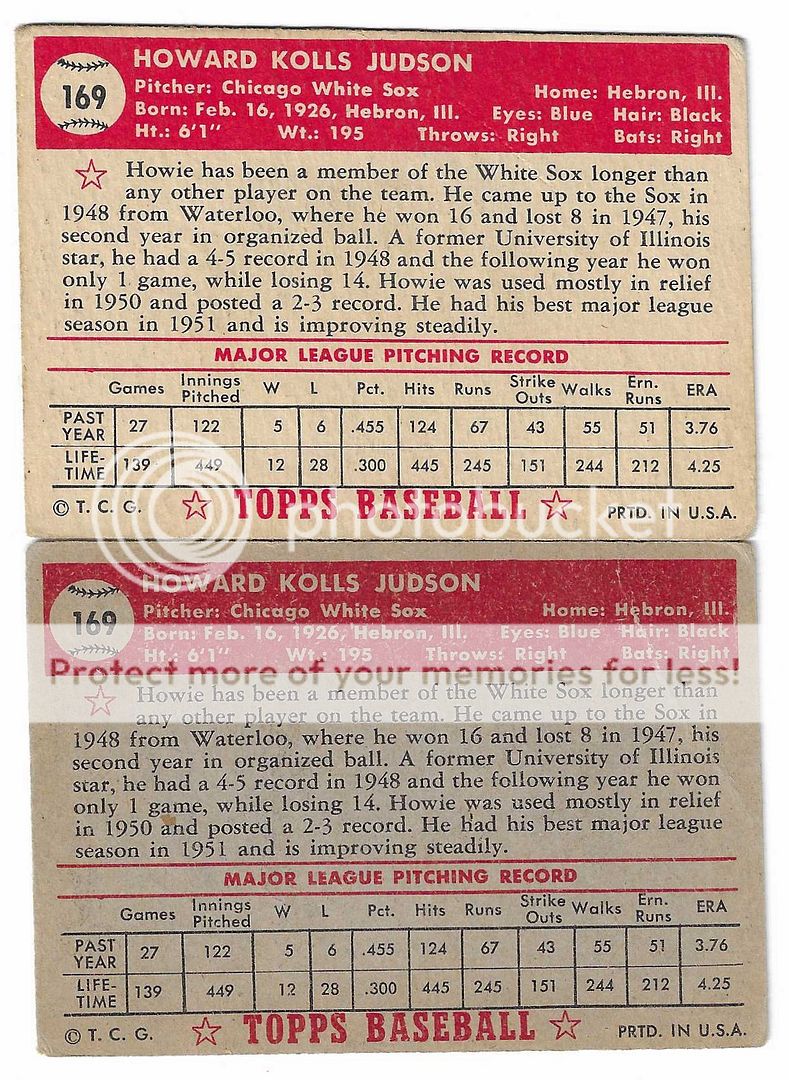 HOWARD KOLLS JUDSON
169
Pitcher: Chicago White Sox Home: Hebron, Ill.
Born: Feb. 16, 1926, Hebron, Ill. Eyes: Blue Hair: Black
Ht.: 6'1" Wt.: 195 Throws: Right Bats: Right
Howie has been a member of the White Sox longer than
any other player on the team. He came up to the Sox in
1948 from Waterloo, where he won 16 and lost 8 in 1947, his
second year in organized ball. A former University of Illinois
star, he had a 4-5 record in 1948 and the following year he won
only 1 game, while losing 14. Howie was used mostly in relief
in 1950 and posted a 2-3 record. He had his best major league
season in 1951 and is improving steadily.
MAJOR LEAGUE PITCHING RECORD
Games Innings Pitched W L Pct. Hits Runs Strike Outs Walks Ern. Runs ERA
PAST YEAR 27 122 5 6 .455 124 67 43 55 51 3.76
LIFE-TIME 139 449 12 28 .300 445 245 151 244 212 4.25
© T. C. G. TOPPS BASEBALL PRTD. IN U.S.A.
photobucket
HOWARD KOLLS JUDSON
169
Pitcher: Chicago White Sox Home: Hebron, Ill.
Born: Feb. 16, 1926, Hebron, Ill. Eyes: Blue Hair: Black
Ht.: 6'1" Wt.: 195 Throws: Right Bats: Right
Protect more of your memories for less!
Howie has been a member of the White Sox longer than
any other player on the team. He came up to the Sox in
1948 from Waterloo, where he won 16 and lost 8 in 1947, his
second year in organized ball. A former University of Illinois
star, he had a 4-5 record in 1948 and the following year he won
only 1 game, while losing 14. Howie was used mostly in relief
in 1950 and posted a 2-3 record. He had his best major league
season in 1951 and is improving steadily.
MAJOR LEAGUE PITCHING RECORD
Games Innings Pitched W L Pct. Hits Runs Strike Outs Walks Ern. Runs ERA
PAST YEAR 27 122 5 6 .455 124 67 43 55 51 3.76
LIFE-TIME 139 449 12 28 .300 445 245 151 244 212 4.25
© T. C. G. TOPPS BASEBALL PRTD. IN U.S.A.